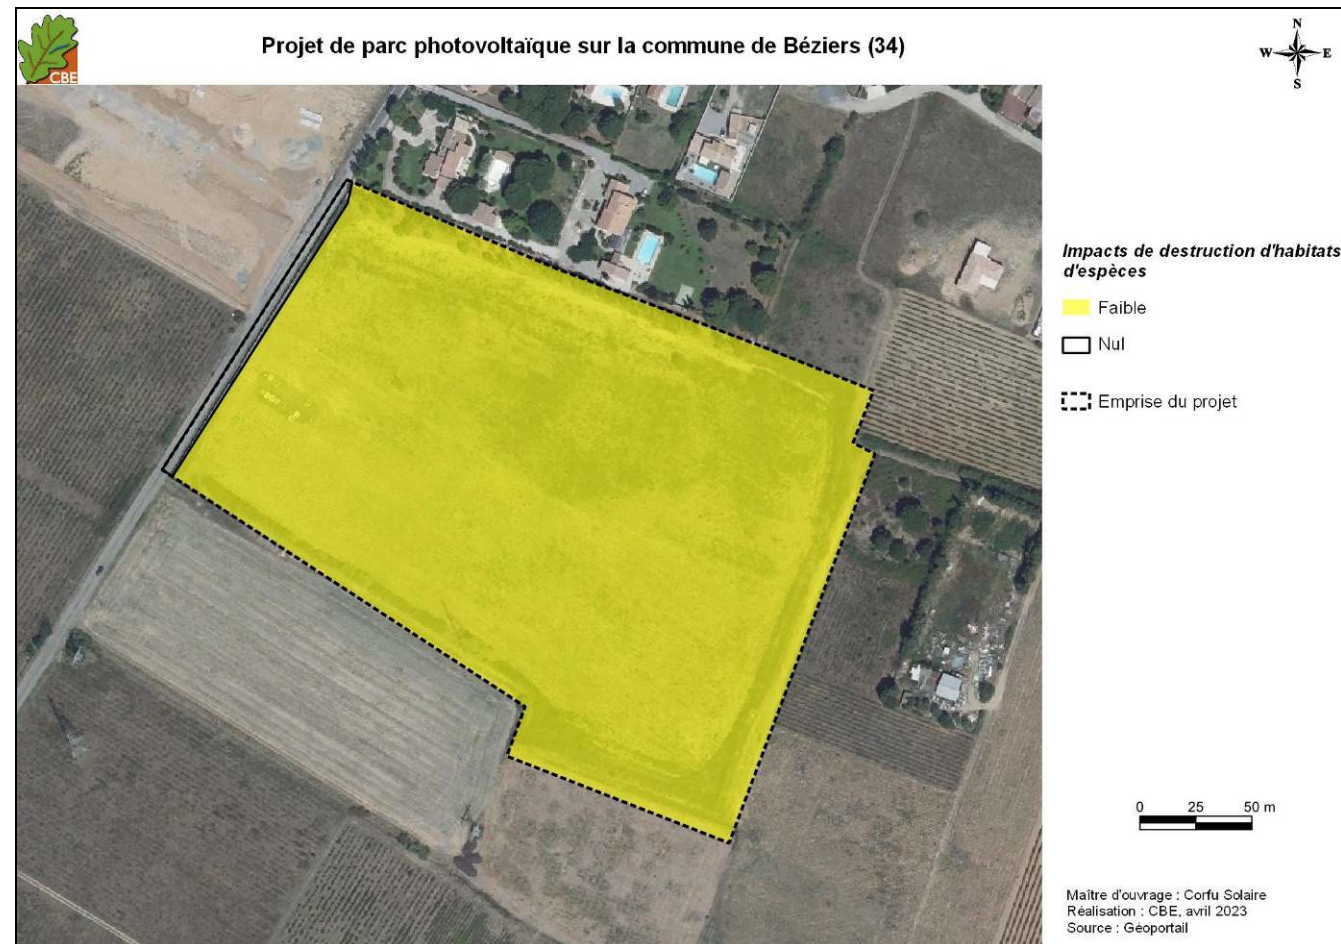 CBE
Projet de parc photovoltaïque sur la commune de Béziers (34)
N
W E
S
Impacts de destruction d'habitats
d'espèces
Faible
Nul
Emprise du projet
0 25 50 m
Maître d'ouvrage : Corfu Solaire
Réalisation : CBE, avril 2023
Source : Géoportail